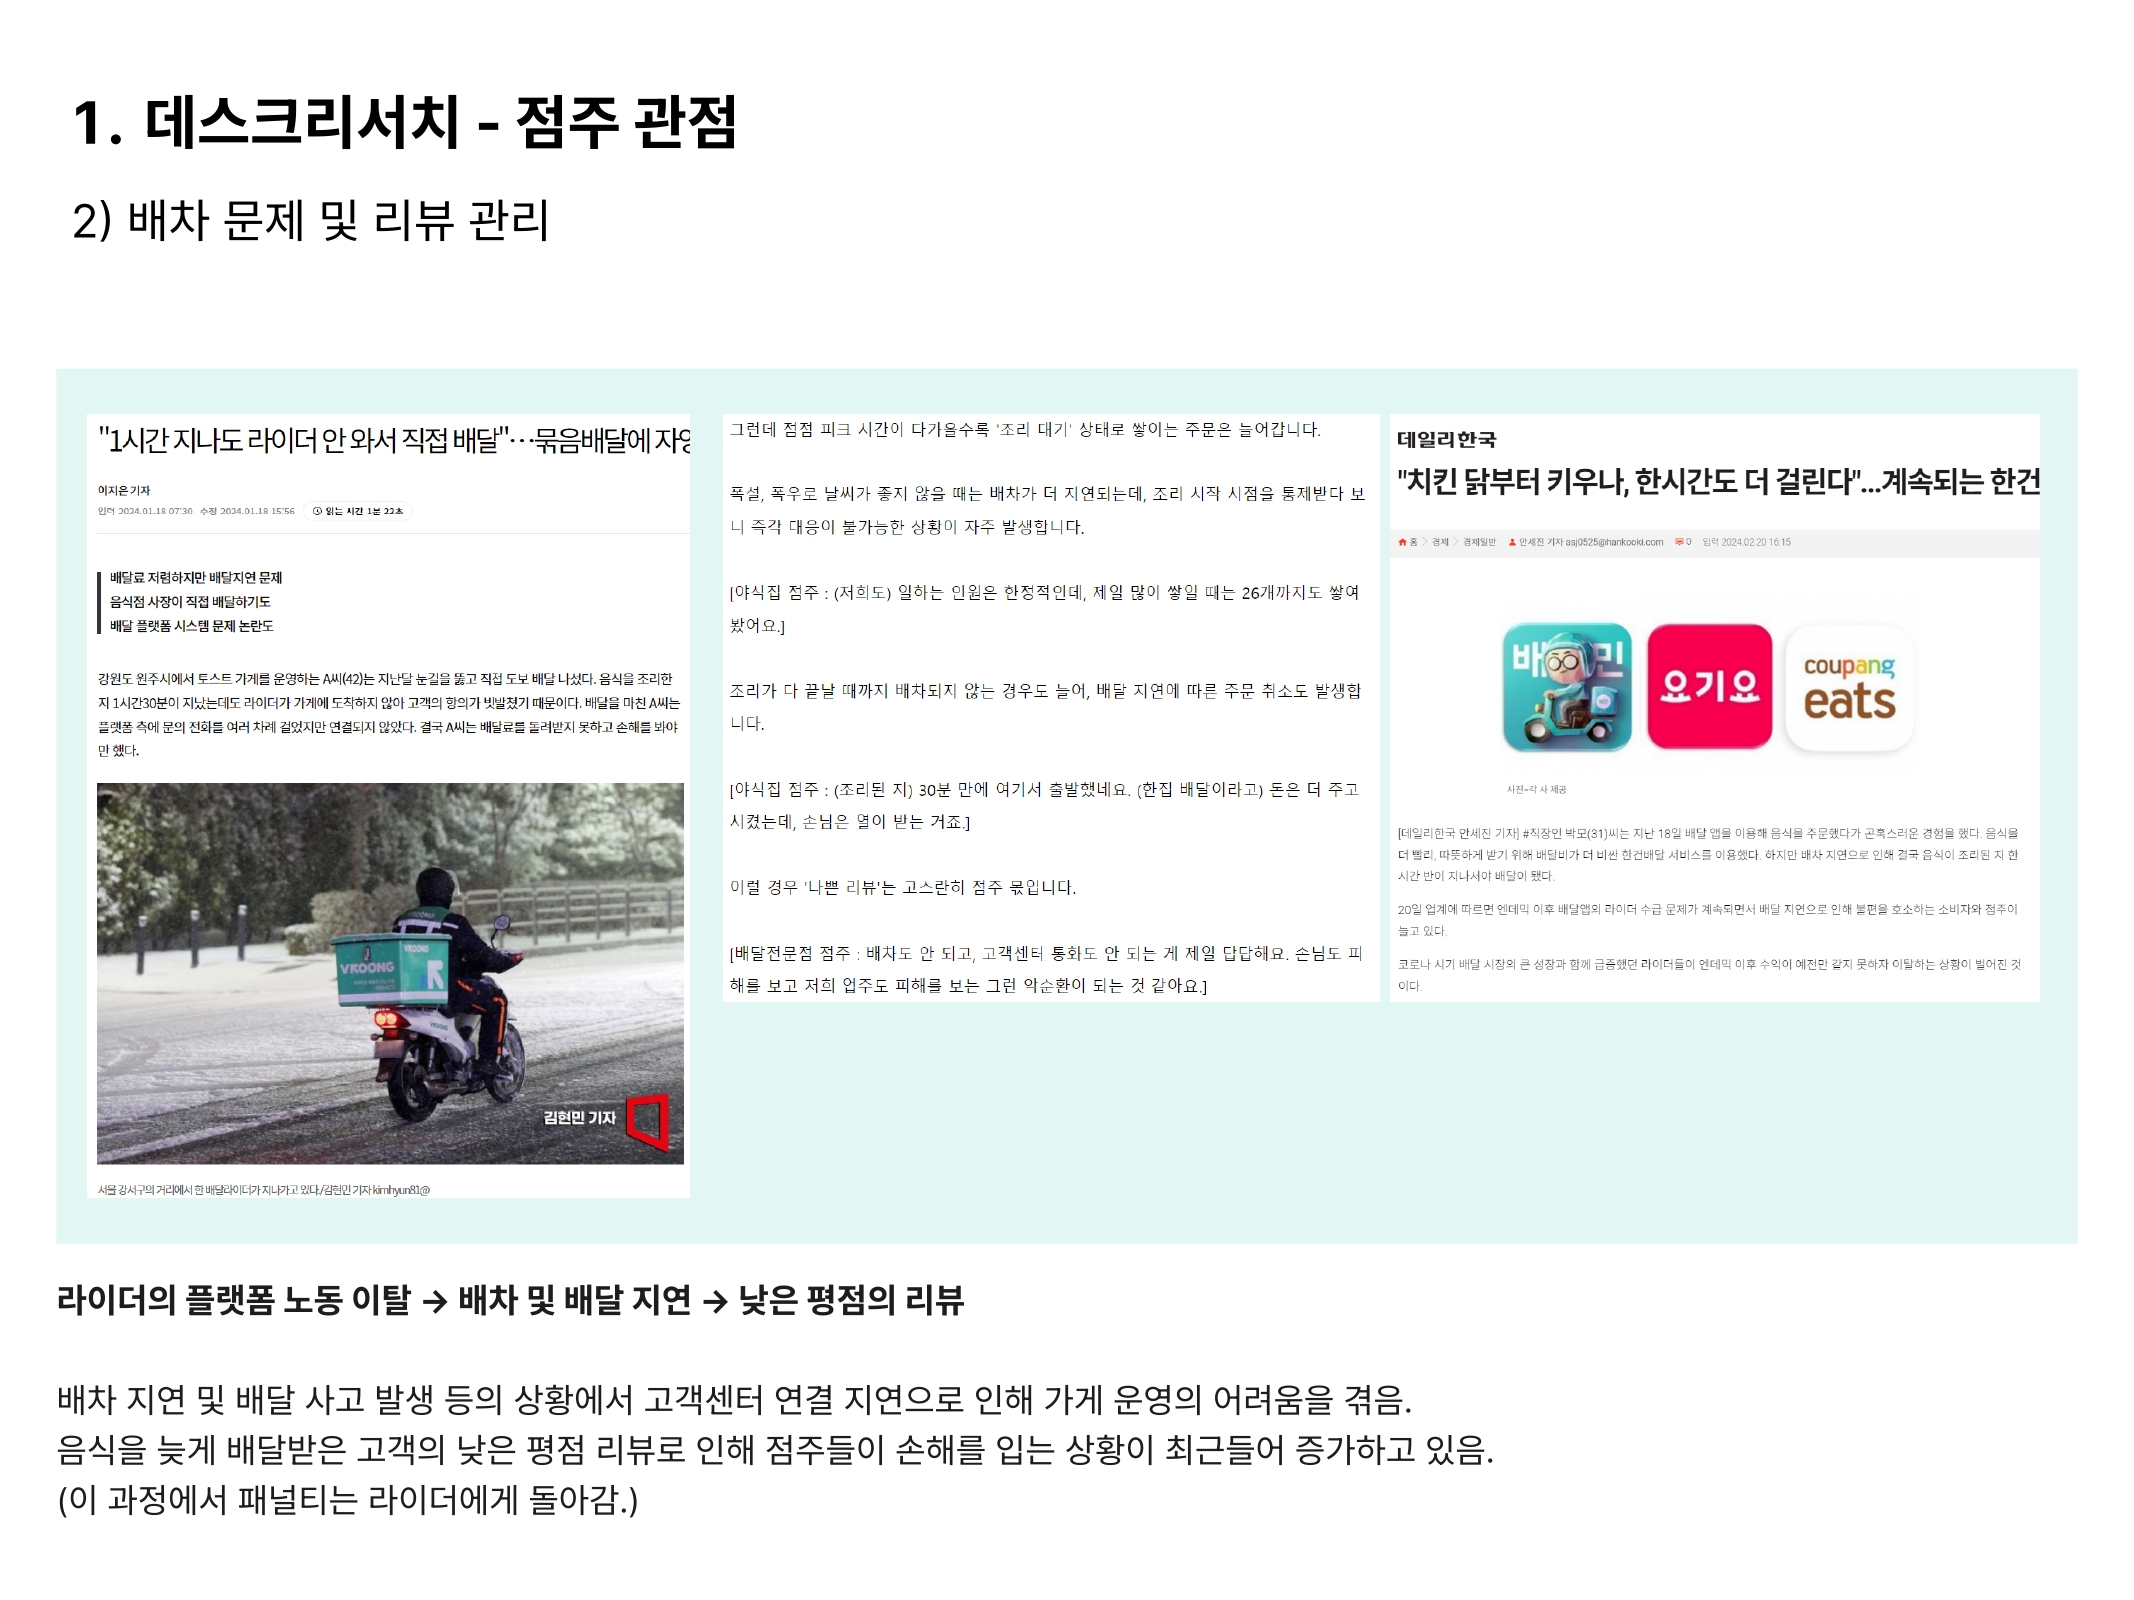 1. 데스크리서치 - 점주 관점
2) 배차 문제 및 리뷰 관리
"1시간 지나도 라이더 안 와서 직접 배달"…묶음배달에 자영
이지은 기자
입력 2024.01.18 07:30 수정 2024.01.18 15:56 읽는 시간 1분 22초
배달료 저렴하지만 배달지연 문제
음식점 사장이 직접 배달하기도
배달 플랫폼 시스템 문제 논란도
강원도 원주시에서 토스트 가게를 운영하는 A씨(42)는 지난달 눈길을 뚫고 직접 도보 배달 나섰다. 음식을 조리한
지 1시간30분이 지났는데도 라이더가 가게에 도착하지 않아 고객의 항의가 빗발쳤기 때문이다. 배달을 마친 A씨는
플랫폼 측에 문의 전화를 여러 차례 걸었지만 연결되지 않았다. 결국 A씨는 배달료를 돌려받지 못하고 손해를 봐야
만 했다.
VROONG
VROONG
VROONG
김현민 기자
서울 강서구의 거리에서 한 배달라이더가 지나가고 있다./김현민 기자 kimhyun81@
그런데 점점 피크 시간이 다가올수록 '조리 대기' 상태로 쌓이는 주문은 늘어갑니다.
폭설, 폭우로 날씨가 좋지 않을 때는 배차가 더 지연되는데, 조리 시작 시점을 통제받다 보
니 즉각 대응이 불가능한 상황이 자주 발생합니다.
[야식집 점주 : (저희도) 일하는 인원은 한정적인데, 제일 많이 쌓일 때는 26개까지도 쌓여
봤어요.]
조리가 다 끝날 때까지 배차되지 않는 경우도 늘어, 배달 지연에 따른 주문 취소도 발생합
니다.
[야식집 점주 : (조리된 지) 30분 만에 여기서 출발했네요. (한집 배달이라고) 돈은 더 주고
시켰는데, 손님은 열이 받는 거죠.]
이럴 경우 '나쁜 리뷰'는 고스란히 점주 몫입니다.
[배달전문점 점주 : 배차도 안 되고, 고객센터 통화도 안 되는 게 제일 답답해요. 손님도 피
해를 보고 저희 업주도 피해를 보는 그런 악순환이 되는 것 같아요.]
데일리한국
"치킨 닭부터 키우나, 한시간도 더 걸린다"...계속되는 한건
홈 > 경제 > 경제일반 안세진 기자 asj0525@hankooki.com 0 입력 2024.02.20 16:15
배민
요기요
coupang
eats
사진=각 사 제공
[데일리한국 안세진 기자] #직장인 박모(31)씨는 지난 18일 배달 앱을 이용해 음식을 주문했다가 곤혹스러운 경험을 했다. 음식을
더 빨리, 따뜻하게 받기 위해 배달비가 더 비싼 한건배달 서비스를 이용했다. 하지만 배차 지연으로 인해 결국 음식이 조리된 지 한
시간 반이 지나서야 배달이 됐다.
20일 업계에 따르면 엔데믹 이후 배달앱의 라이더 수급 문제가 계속되면서 배달 지연으로 인해 불편을 호소하는 소비자와 점주이
늘고 있다.
코로나 시기 배달 시장의 큰 성장과 함께 급증했던 라이더들이 엔데믹 이후 수익이 예전만 같지 못하자 이탈하는 상황이 벌어진 것
이다.
라이더의 플랫폼 노동 이탈 → 배차 및 배달 지연 → 낮은 평점의 리뷰
배차 지연 및 배달 사고 발생 등의 상황에서 고객센터 연결 지연으로 인해 가게 운영의 어려움을 겪음.
음식을 늦게 배달받은 고객의 낮은 평점 리뷰로 인해 점주들이 손해를 입는 상황이 최근들어 증가하고 있음.
(이 과정에서 패널티는 라이더에게 돌아감.)